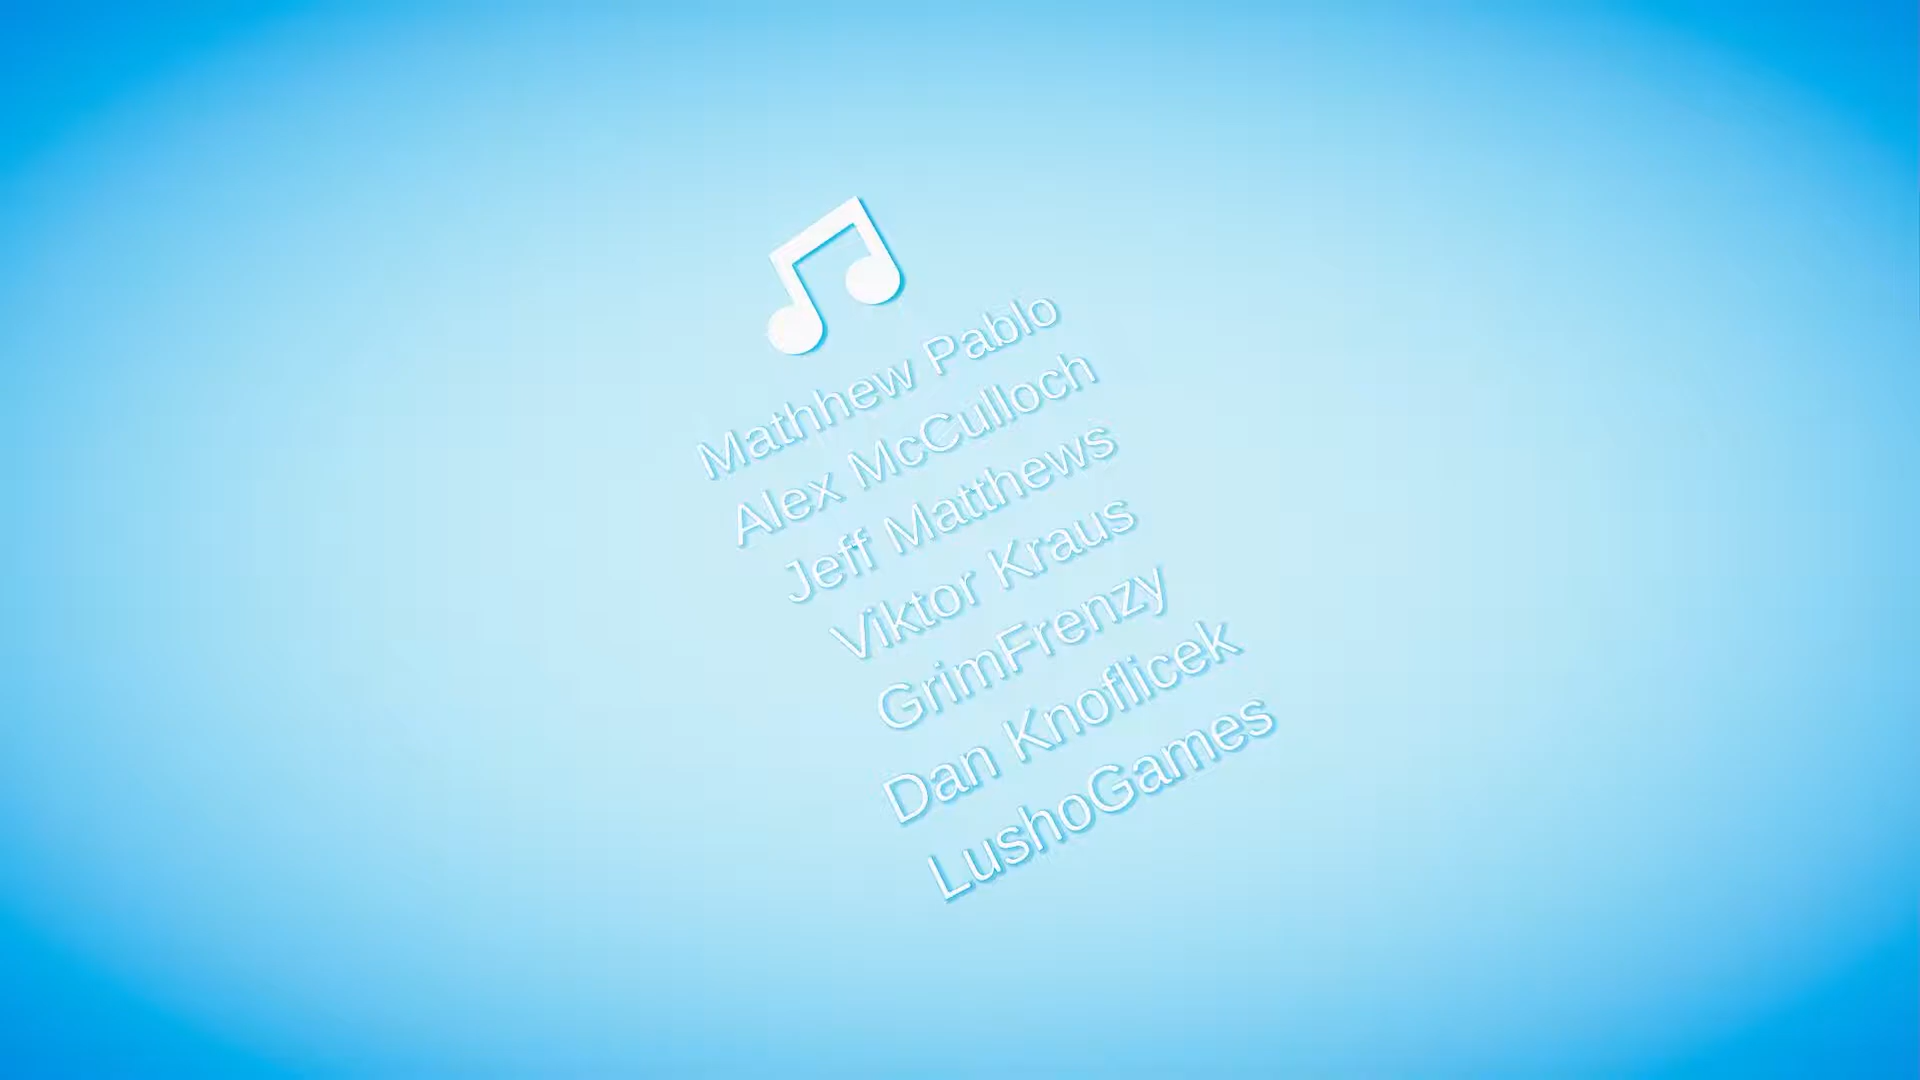 Mathhew Pablo
Alex McCulloch
Jeff Matthews
Viktor Kraus
GrimFrenzy
Dan Knoflicek
LushoGames